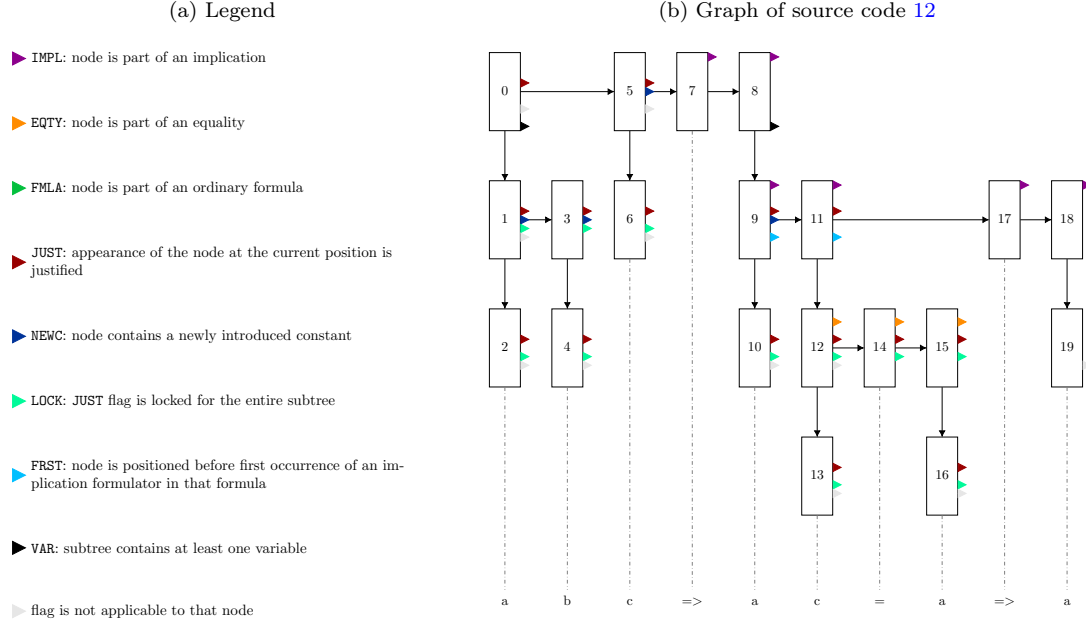 (a) Legend
IMPL: node is part of an implication
EQTY: node is part of an equality
FMLA: node is part of an ordinary formula
JUST: appearance of the node at the current position is
justified
NEWC: node contains a newly introduced constant
LOCK: JUST flag is locked for the entire subtree
FRST: node is positioned before first occurrence of an im-
plication formulator in that formula
VAR: subtree contains at least one variable
flag is not applicable to that node
(b) Graph of source code 12
0 5 7 8
1 3 6 9 11 17 18
2 4 10 12 14 15 19
13 16
a b c => a c = a => a